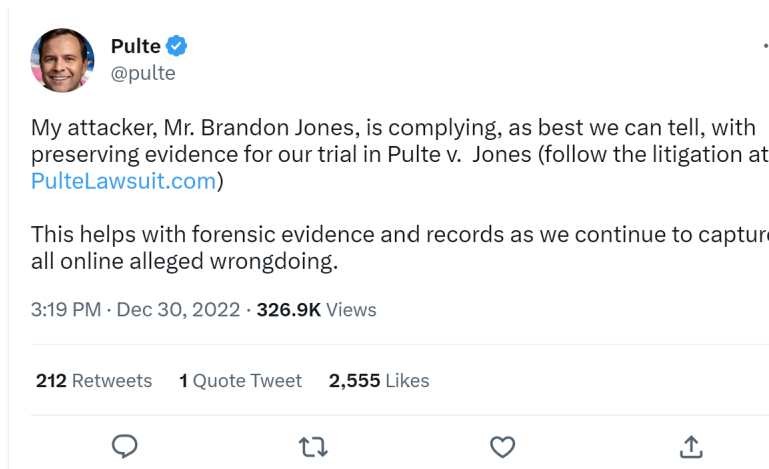 Pulte
@pulte
My attacker, Mr. Brandon Jones, is complying, as best we can tell, with
preserving evidence for our trial in Pulte v.  Jones (follow the litigation at
PulteLawsuit.com)
This helps with forensic evidence and records as we continue to capture
all online alleged wrongdoing.
3:19 PM · Dec 30, 2022 · 326.9K Views
212 Retweets 1 Quote Tweet 2,555 Likes